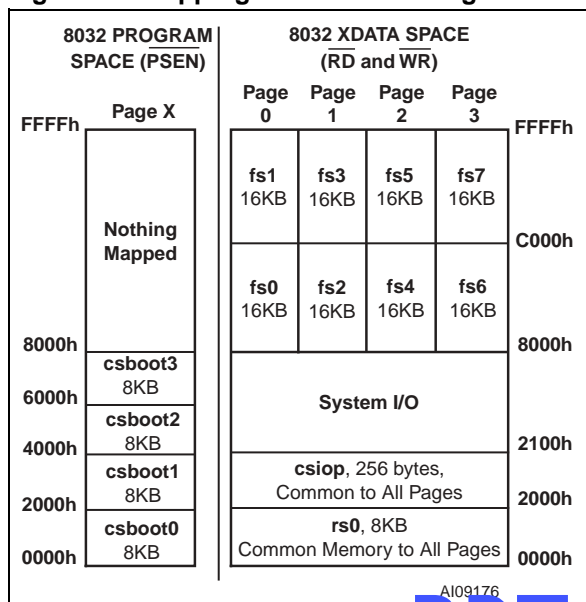 8032 PROGRAM
SPACE (PSEN)
Page X
FFFFh
Nothing
Mapped
8000h
csboot3
8KB
6000h
csboot2
8KB
4000h
csboot1
8KB
2000h
csboot0
8KB
0000h
8032 XDATA SPACE
(RD and WR)
Page 0
Page 1
Page 2
Page 3
FFFFh
fs1
16KB
fs3
16KB
fs5
16KB
fs7
16KB
C000h
fs0
16KB
fs2
16KB
fs4
16KB
fs6
16KB
8000h
System I/O
2100h
csiop, 256 bytes,
Common to All Pages
2000h
rs0, 8KB
Common Memory to All Pages
0000h
AI09176